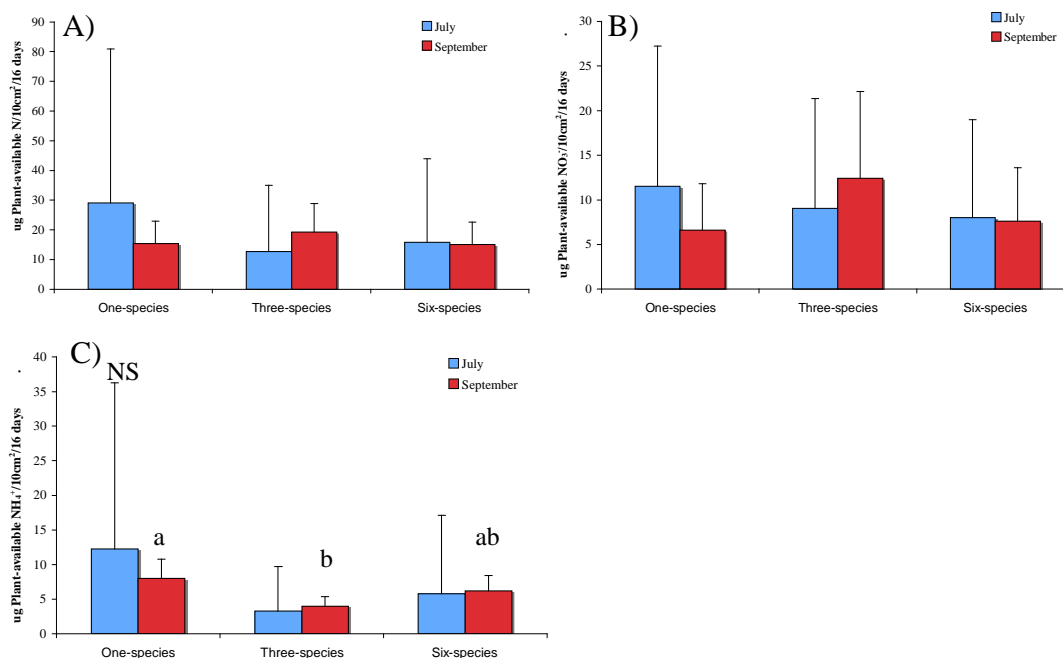 A)
July
September
ug Plant-available N/10cm²/16 days
90
80
70
60
50
40
30
20
10
0
One-species Three-species Six-species
B)
July
September
ug Plant-available NO₃⁻/10cm²/16 days
30
25
20
15
10
5
0
One-species Three-species Six-species
C)
July
September
ug Plant-available NH₄⁺/10cm²/16 days
40
35
30
25
20
15
10
5
0
NS
a
b
ab
One-species Three-species Six-species